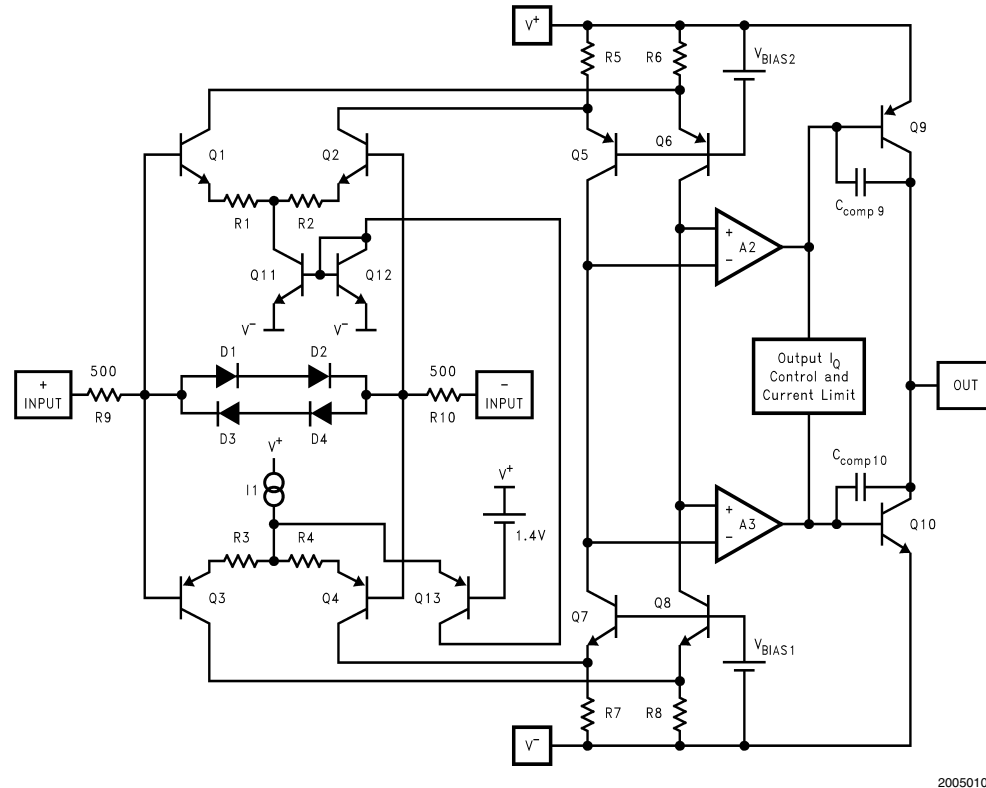 V+
R5
R6
VBIAS2
Q1
Q2
Q5
Q6
Q9
R1
R2
Ccomp 9
+
A2
−
Q11
Q12
V−
V−
500
D1
D2
500
+
INPUT
−
INPUT
R9
R10
D3
D4
Output IQ
Control and
Current Limit
OUT
V+
I1
V+
Ccomp10
1.4V
+
A3
−
Q10
R3
R4
Q3
Q4
Q13
Q7
Q8
VBIAS1
R7
R8
V−
2005010